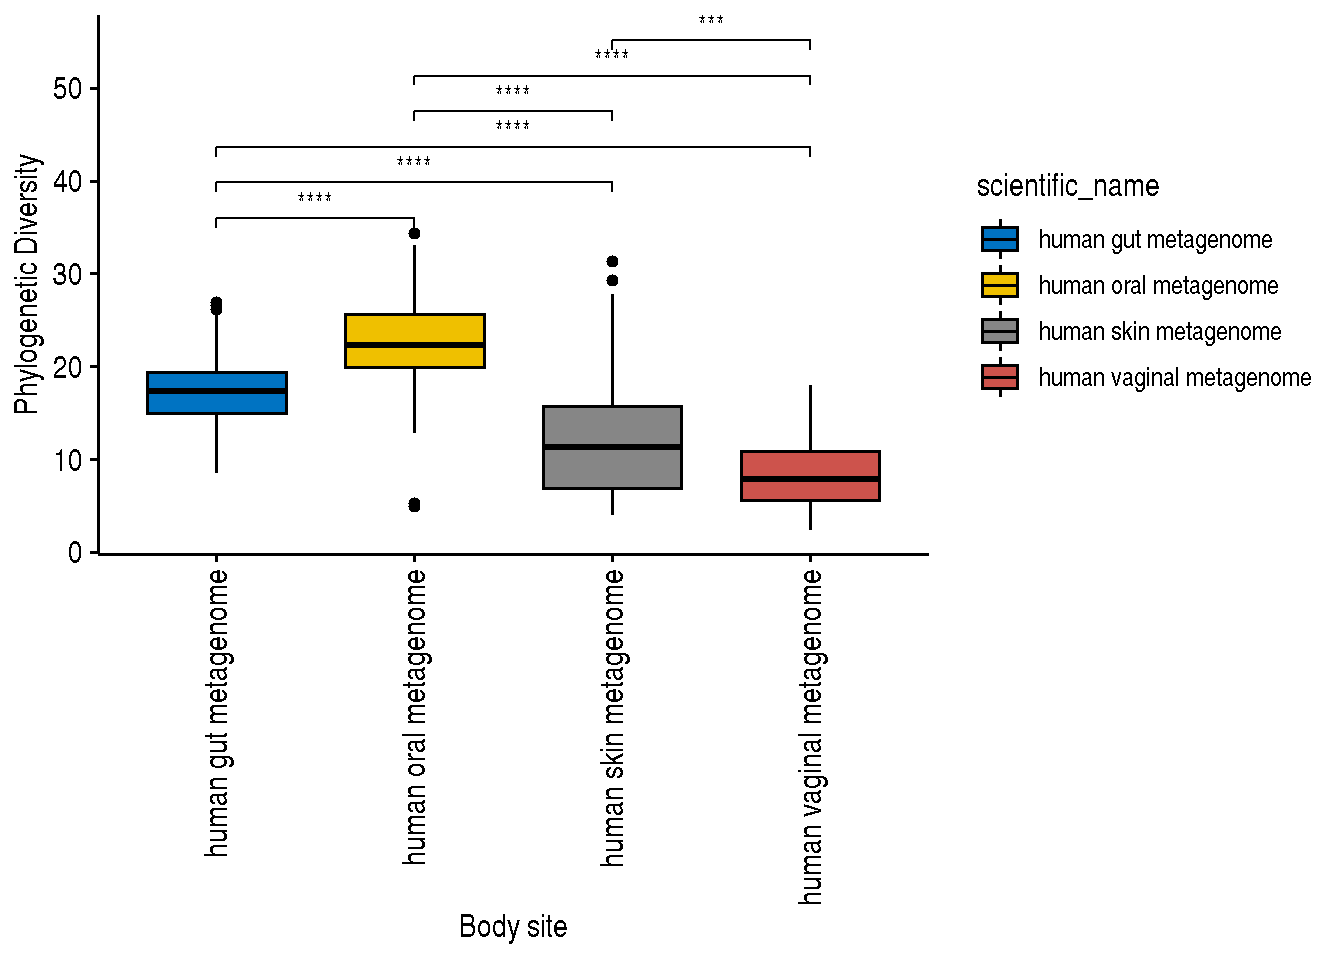 ***
****
****
****
****
****
50
40
30
20
10
0
Phylogenetic Diversity
human gut metagenome
human oral metagenome
human skin metagenome
human vaginal metagenome
Body site
scientific_name
human gut metagenome
human oral metagenome
human skin metagenome
human vaginal metagenome